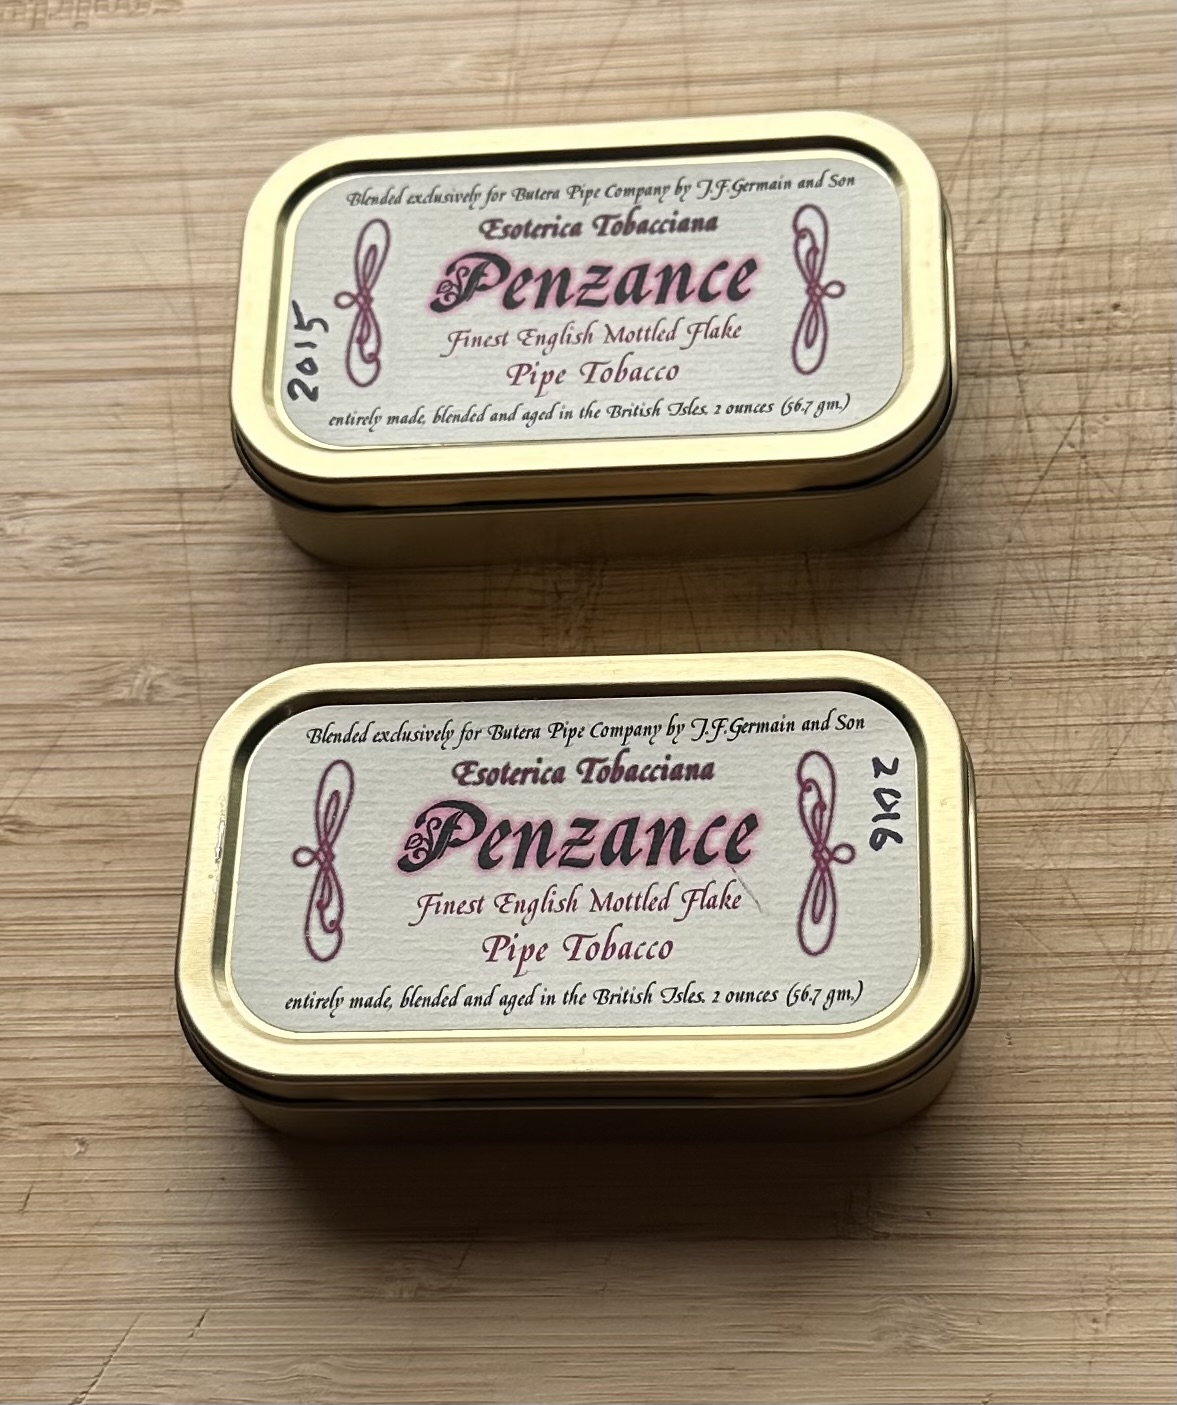 Blended exclusively for Butera Pipe Company by J.F.Germain and Son
Esoterica Tobacciana
Penzance
Finest English Mottled Flake
Pipe Tobacco
entirely made, blended and aged in the British Isles. 2 ounces (56.7 gm.)
2015
Blended exclusively for Butera Pipe Company by J.F.Germain and Son
Esoterica Tobacciana
Penzance
Finest English Mottled Flake
Pipe Tobacco
entirely made, blended and aged in the British Isles. 2 ounces (56.7 gm.)
2016